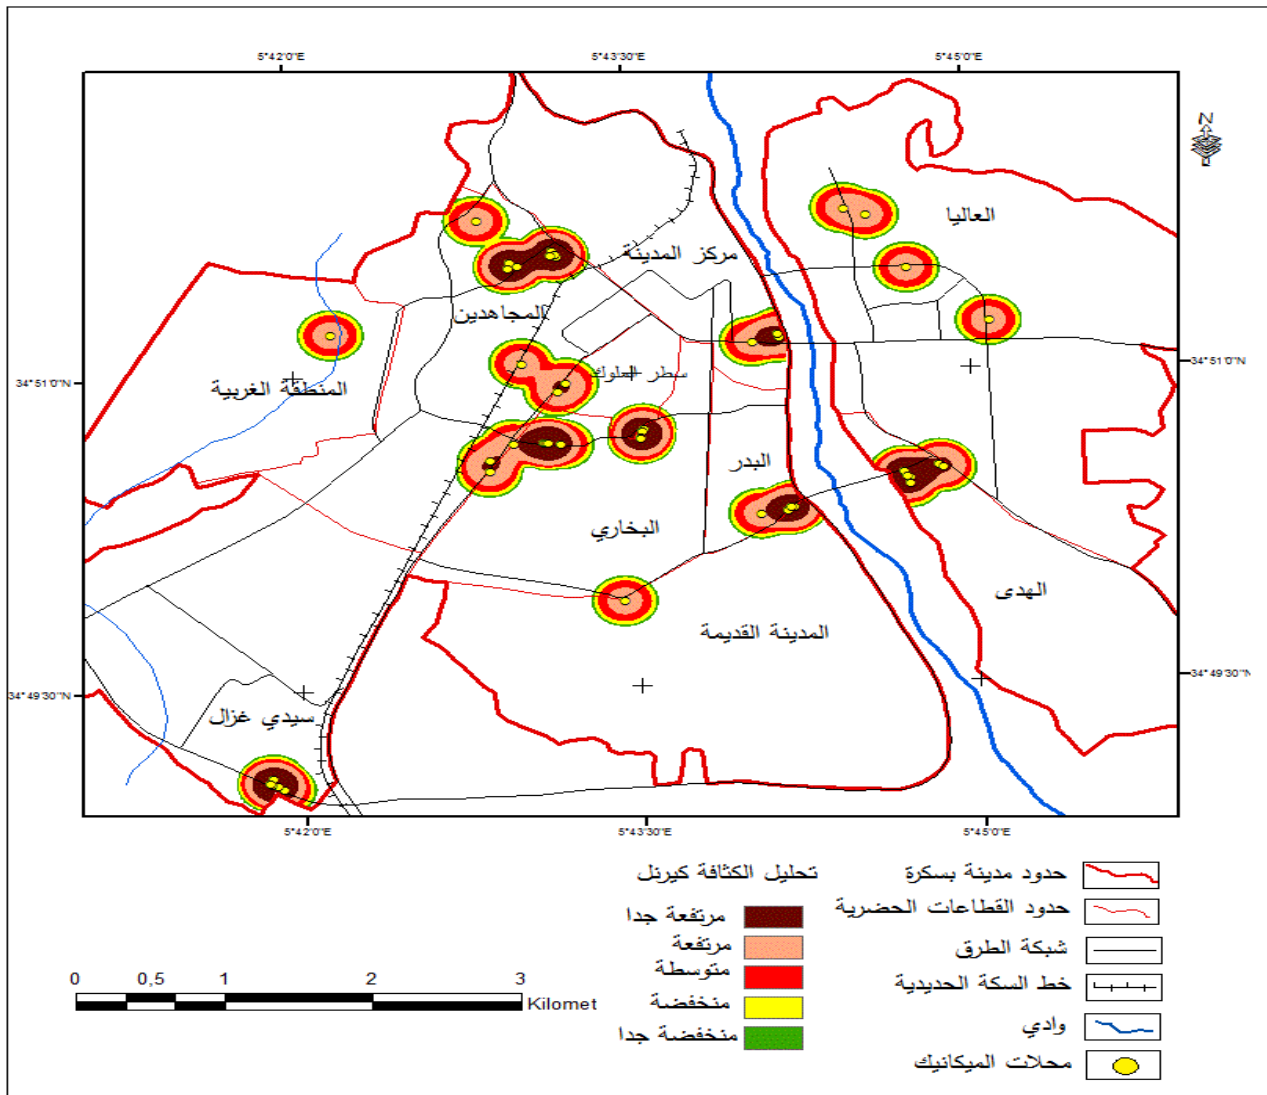 5°42'0"E 5°43'30"E 5°45'0"E
N
العاليا
مركز المدينة
المجاهدين
34°51'0"N
34°51'0"N
المنطقة الغربية
سطر الملوك
البدر
البخاري
الهدى
المدينة القديمة
34°49'30"N
34°49'30"N
سيدي غزال
5°42'0"E 5°43'30"E 5°45'0"E
تحليل الكثافة كيرنل
مرتفعة جدا
مرتفعة
متوسطة
منخفضة
منخفضة جدا
حدود مدينة بسكرة
حدود القطاعات الحضرية
شبكة الطرق
خط السكة الحديدية
وادي
محلات الميكانيك
0 0,5 1 2 3
Kilomet